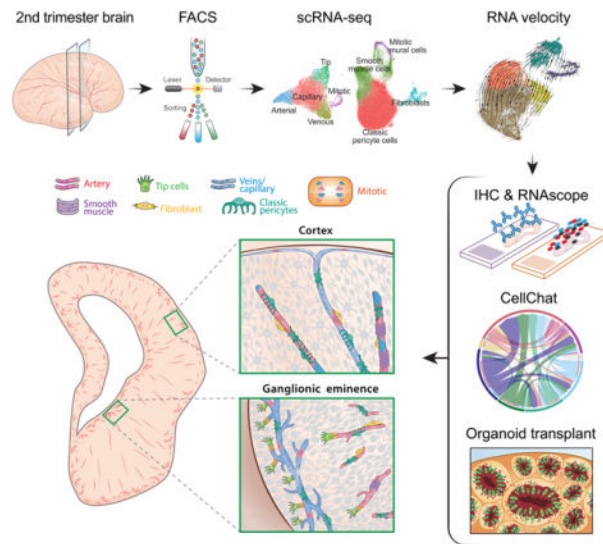 2nd trimester brain
FACS
scRNA-seq
RNA velocity
Laser
Detector
Sorting
Mitotic
mural cells
Tip
Smooth
muscle cells
Capillary
Mitotic
Fibroblasts
Arterial
Venous
Classic
pericyte cells
Artery
Tip cells
Veins/
capillary
Mitotic
Smooth
muscle
Fibroblast
Classic
pericytes
IHC & RNAscope
Cortex
CellChat
Ganglionic eminence
Organoid transplant